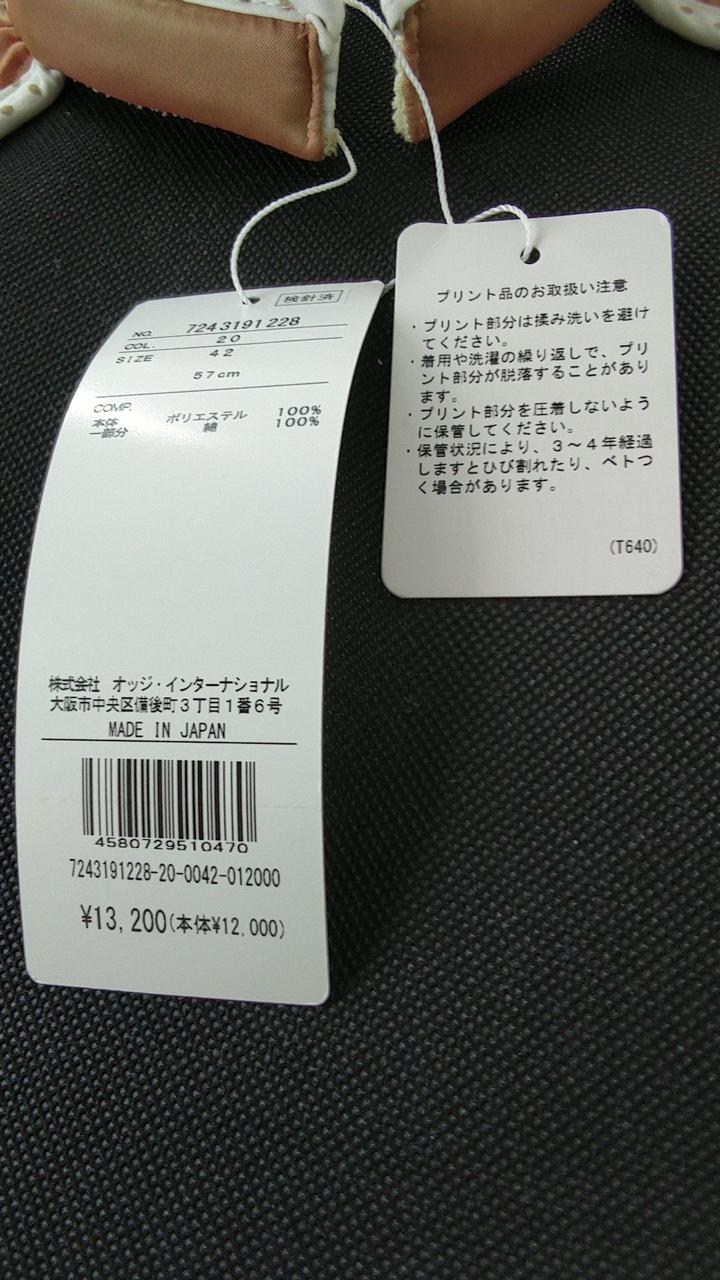 検針済
NO. 7243191228
COL. 20
SIZE 42
57cm
COMP.
本体 ポリエステル 100%
一部分 綿 100%
株式会社 オッジ・インターナショナル
大阪市中央区備後町3丁目1番6号
MADE IN JAPAN
4580729510470
7243191228-20-0042-012000
¥13,200(本体¥12,000)
プリント品のお取扱い注意
・プリント部分は揉み洗いを避け
てください。
・着用や洗濯の繰り返しで、プリ
ント部分が脱落することがあり
ます。
・プリント部分を圧着しないよう
に保管してください。
・保管状況により、3～4年経過
しますとひび割れたり、ベトつ
く場合があります。
(T640)